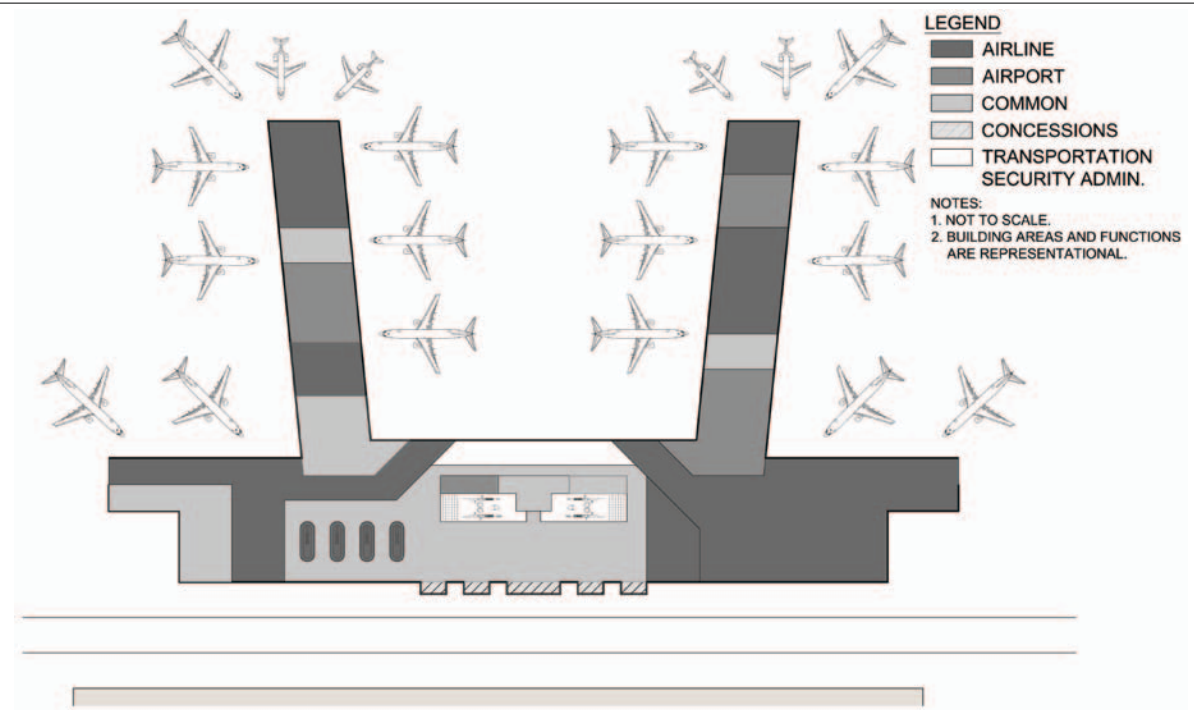 LEGEND
AIRLINE
AIRPORT
COMMON
CONCESSIONS
TRANSPORTATION
SECURITY ADMIN.
NOTES:
1. NOT TO SCALE.
2. BUILDING AREAS AND FUNCTIONS
ARE REPRESENTATIONAL.